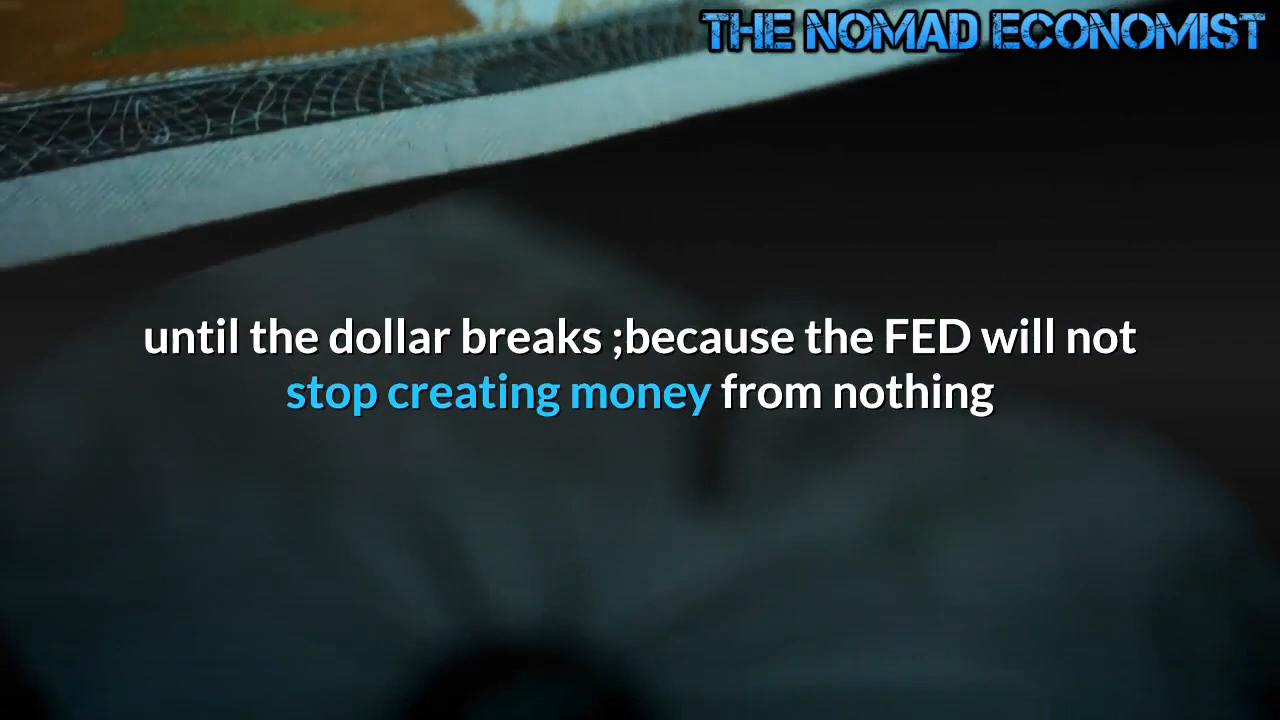 THE NOMAD ECONOMIST
until the dollar breaks ;because the FED will not
stop creating money from nothing